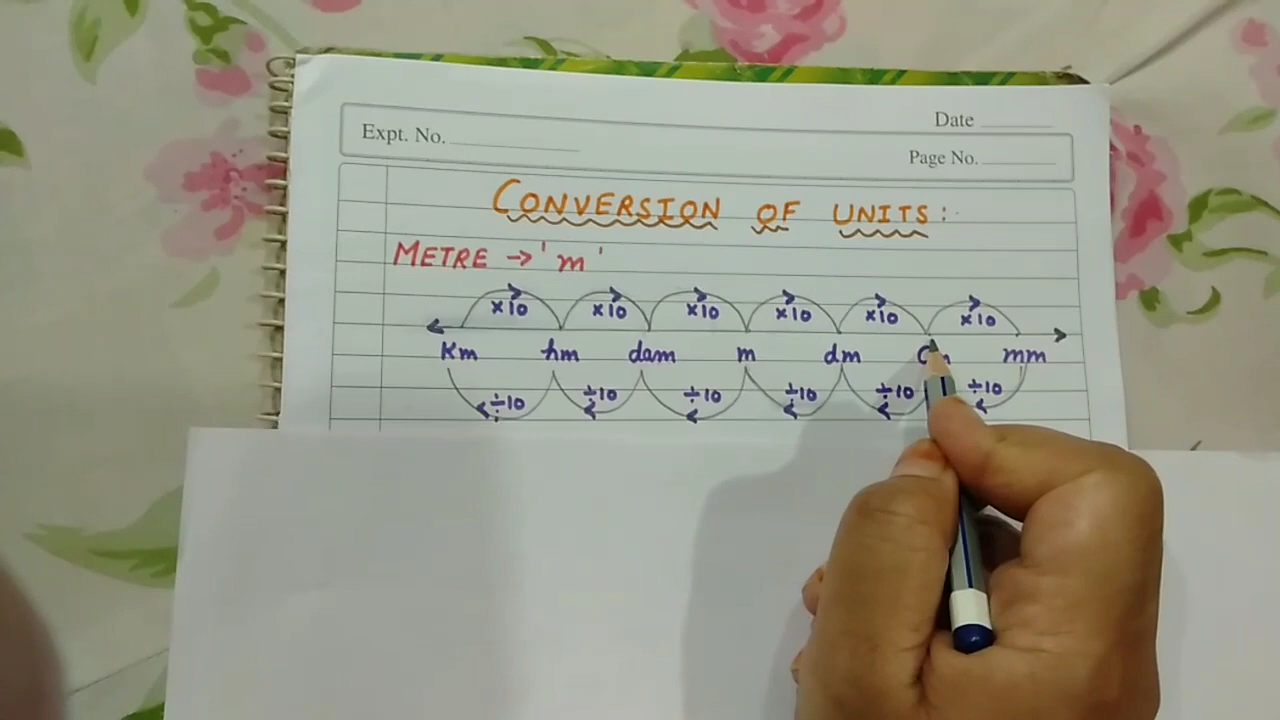 Date
Expt. No.
Page No.
CONVERSION OF UNITS:
METRE → 'm'
×10 ×10 ×10 ×10 ×10 ×10
Km hm dam m dm mm
÷10 ÷10 ÷10 ÷10 ÷10 ÷10